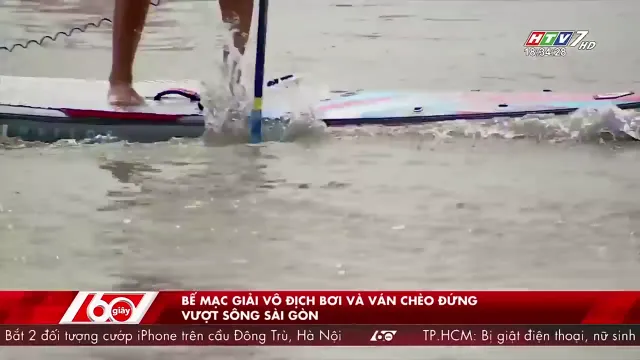 HTV7 HD
18:34:28
BẾ MẠC GIẢI VÔ ĐỊCH BƠI VÀ VÁN CHÈO ĐỨNG
60 giây
VƯỢT SÔNG SÀI GÒN
Bắt 2 đối tượng cướp iPhone trên cầu Đông Trù, Hà Nội 60 TP.HCM: Bị giật điện thoại, nữ sinh